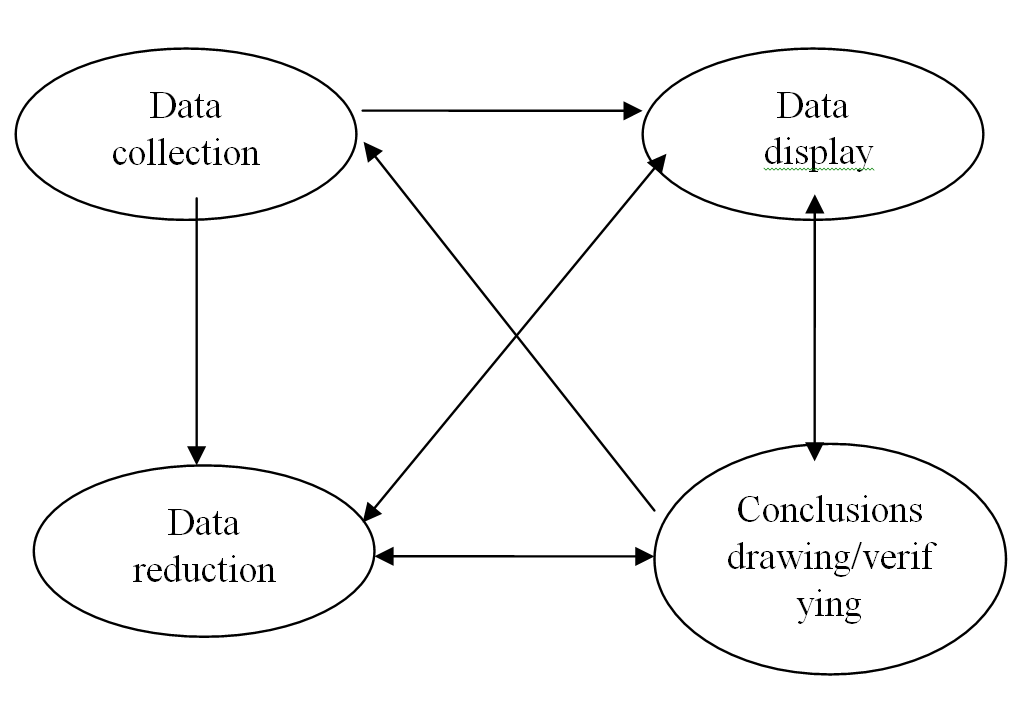 Data
collection
Data
display
Data
reduction
Conclusions
drawing/verif
ying